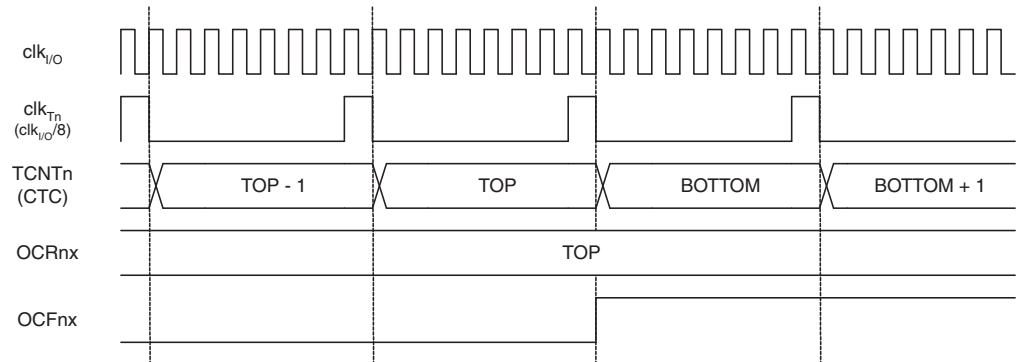 clkI/O
clkTn
(clkI/O/8)
TCNTn
(CTC)
TOP - 1
TOP
BOTTOM
BOTTOM + 1
OCRnx
TOP
OCFnx